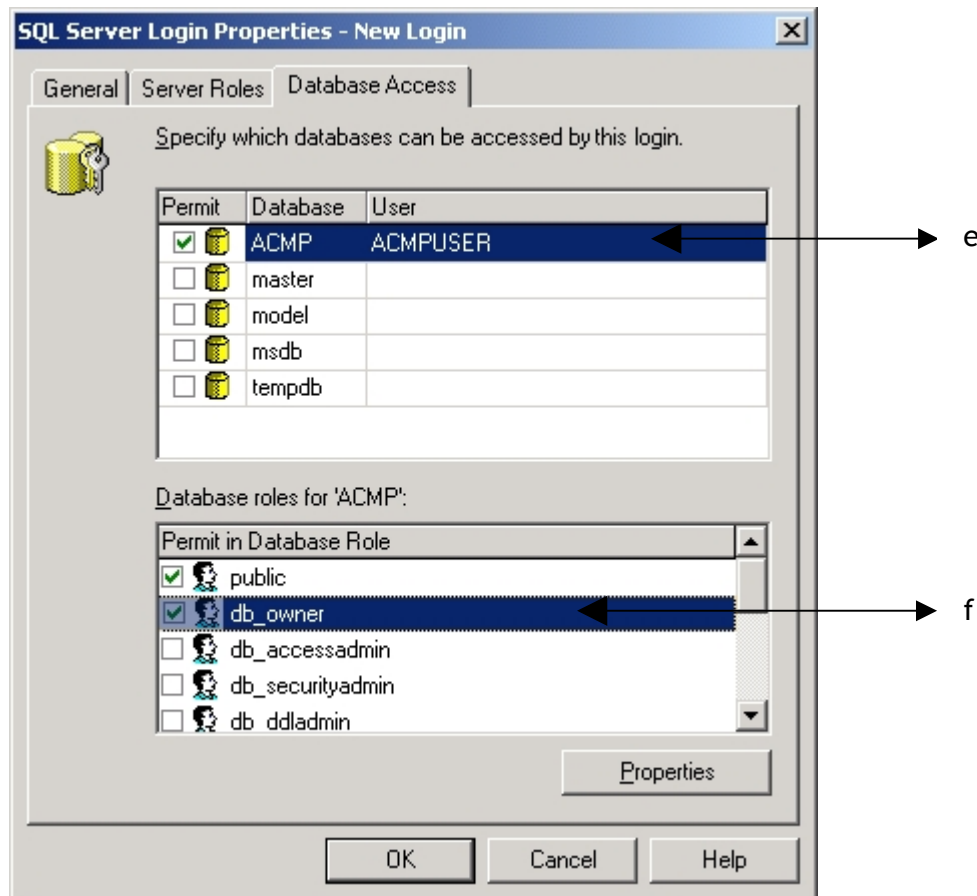 SQL Server Login Properties - New Login
General Server Roles Database Access
Specify which databases can be accessed by this login.
Permit Database User
ACMP ACMPUSER e
master
model
msdb
tempdb
Database roles for 'ACMP':
Permit in Database Role
public
db_owner f
db_accessadmin
db_securityadmin
db_ddladmin
Properties
OK Cancel Help